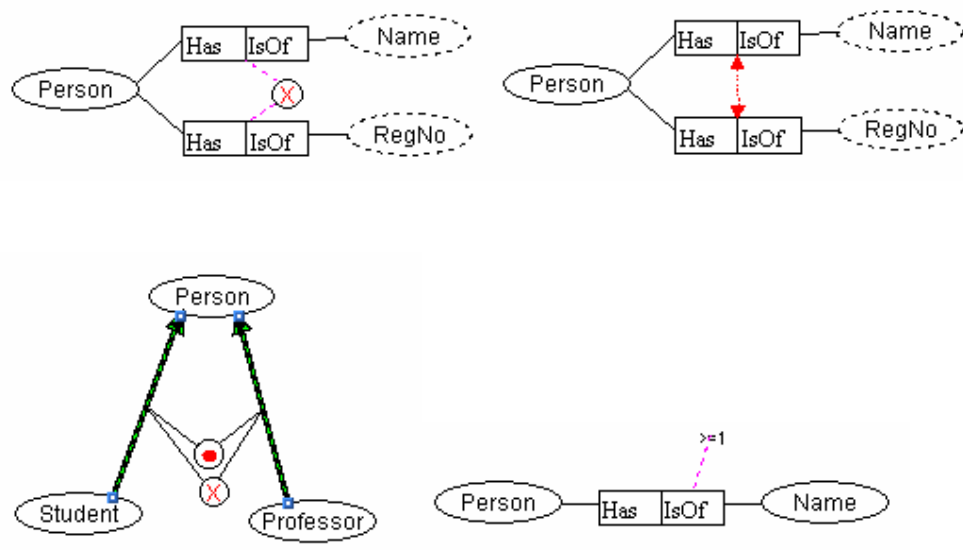 Has IsOf Name
Person X
Has IsOf RegNo
Has IsOf Name
Person
Has IsOf RegNo
Person
X
Student Professor
>=1
Person Has IsOf Name